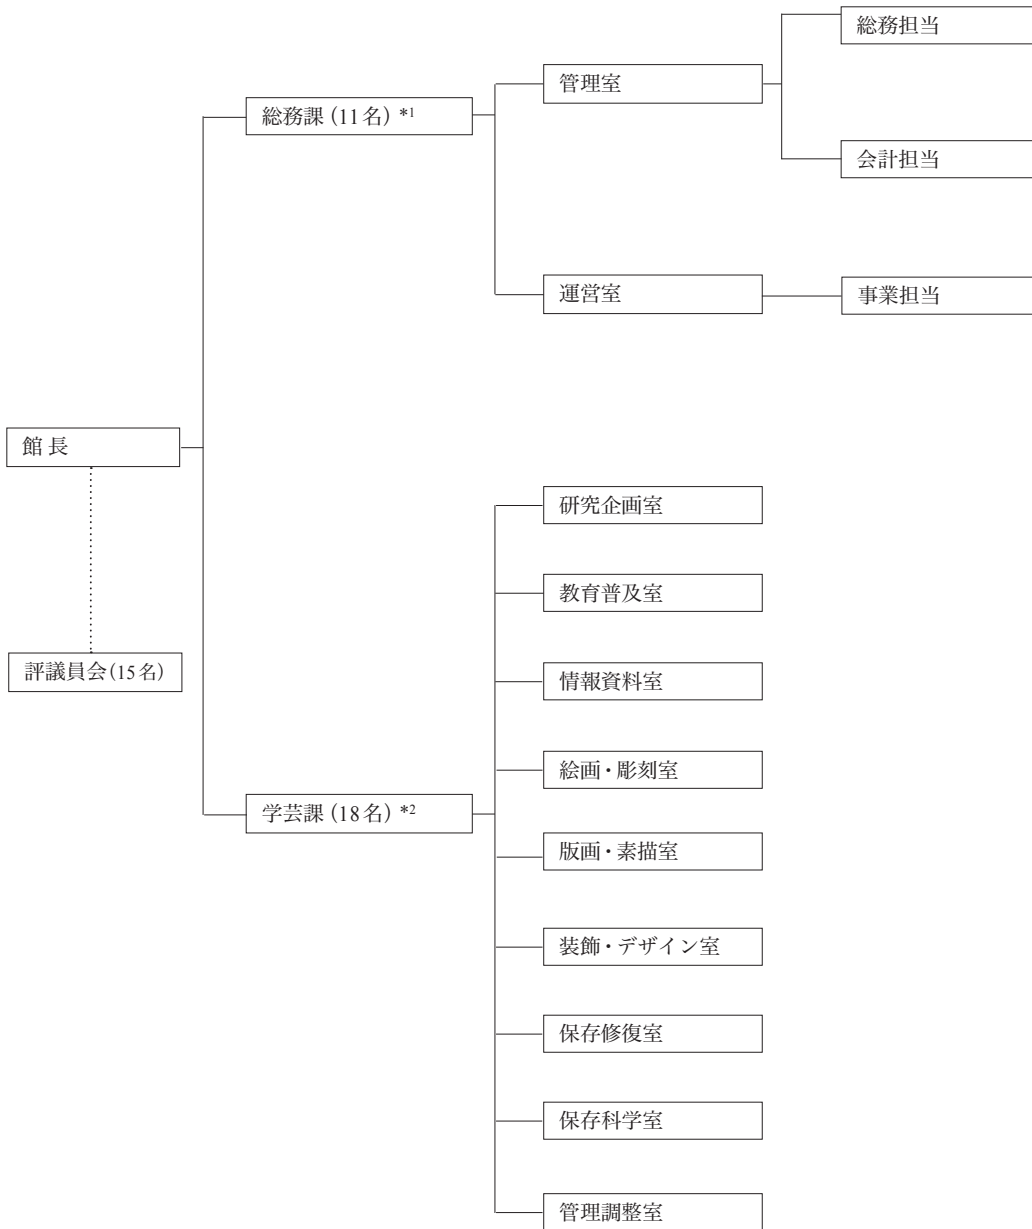 総務担当
管理室
総務課(11名)*1
会計担当
運営室
事業担当
館 長
研究企画室
教育普及室
評議員会(15名)
情報資料室
絵画・彫刻室
学芸課(18名)*2
版画・素描室
装飾・デザイン室
保存修復室
保存科学室
管理調整室